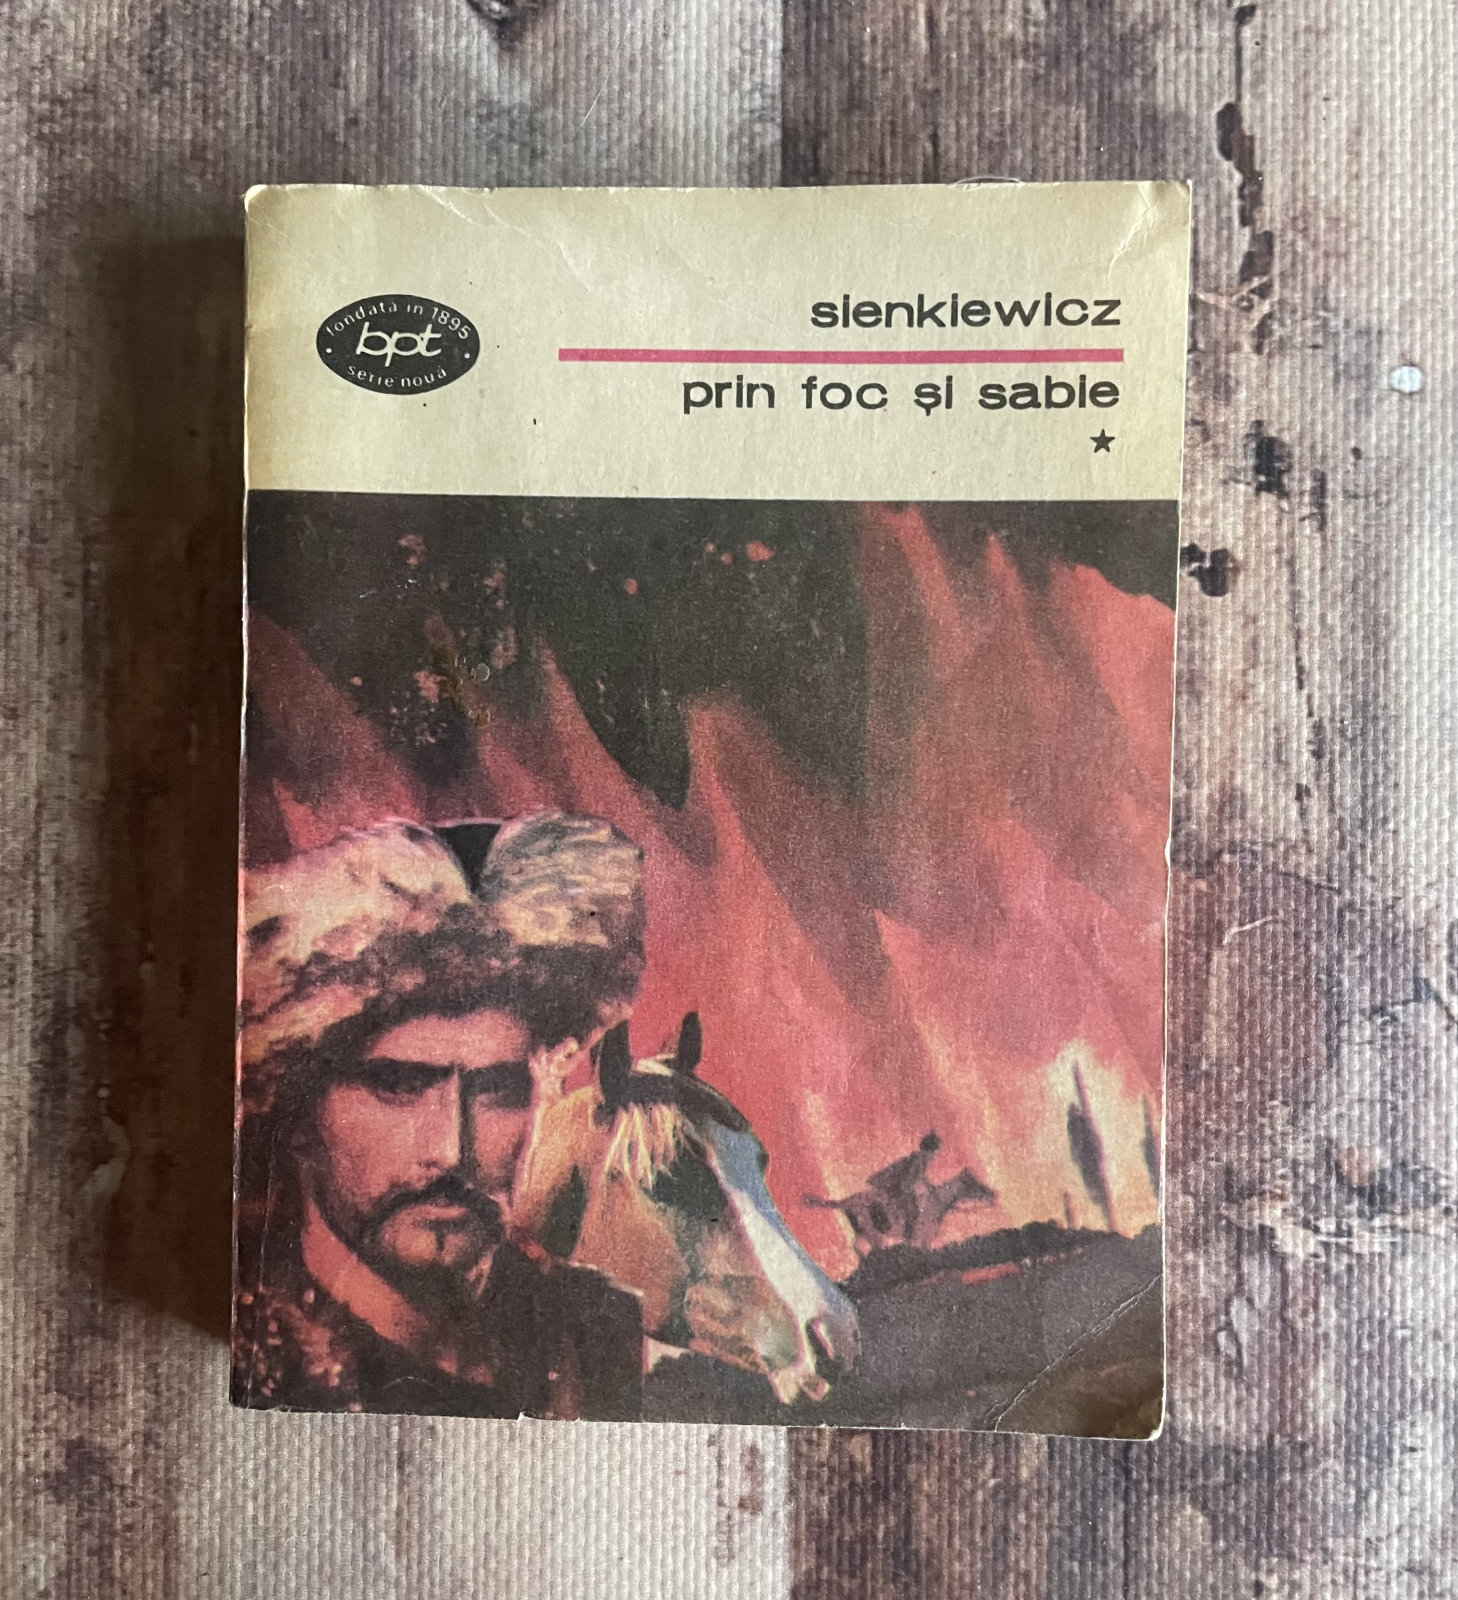 fondată în 1895
bpt
serie nouă
sienkiewicz
prin foc și sabie